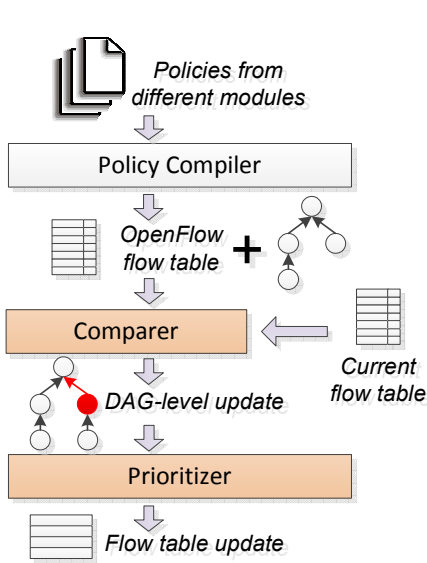 Policies from
different modules
Policy Compiler
OpenFlow
flow table
+
Comparer
Current
flow table
DAG-level update
Prioritizer
Flow table update